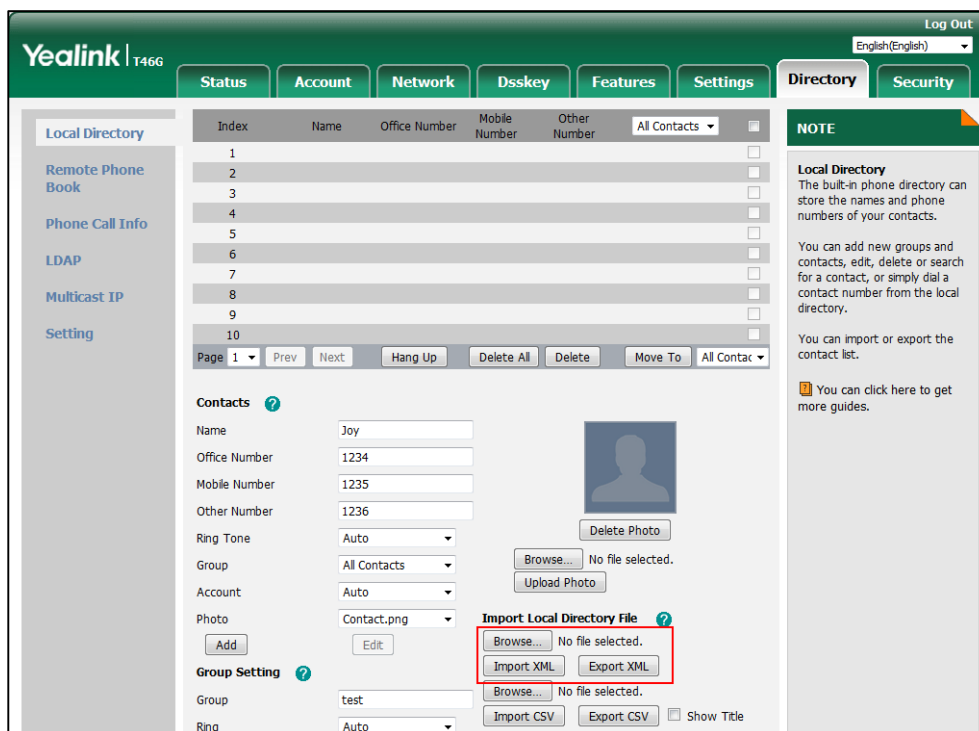 Log Out
Yealink T46G
English(English)
Status Account Network Dsskey Features Settings Directory Security
Local Directory
Remote Phone
Book
Phone Call Info
LDAP
Multicast IP
Setting
Index Name Office Number Mobile Number Other Number All Contacts
1
2
3
4
5
6
7
8
9
10
Page 1 Prev Next Hang Up Delete All Delete Move To All Contac
Contacts ?
Name Joy
Office Number 1234
Mobile Number 1235
Other Number 1236
Ring Tone Auto
Group All Contacts
Account Auto
Photo Contact.png
Add Edit
Delete Photo
Browse... No file selected.
Upload Photo
Import Local Directory File ?
Browse... No file selected.
Import XML Export XML
Browse... No file selected.
Import CSV Export CSV Show Title
Group Setting ?
Group test
Ring Auto
NOTE
Local Directory
The built-in phone directory can
store the names and phone
numbers of your contacts.
You can add new groups and
contacts, edit, delete or search
for a contact, or simply dial a
contact number from the local
directory.
You can import or export the
contact list.
? You can click here to get
more guides.